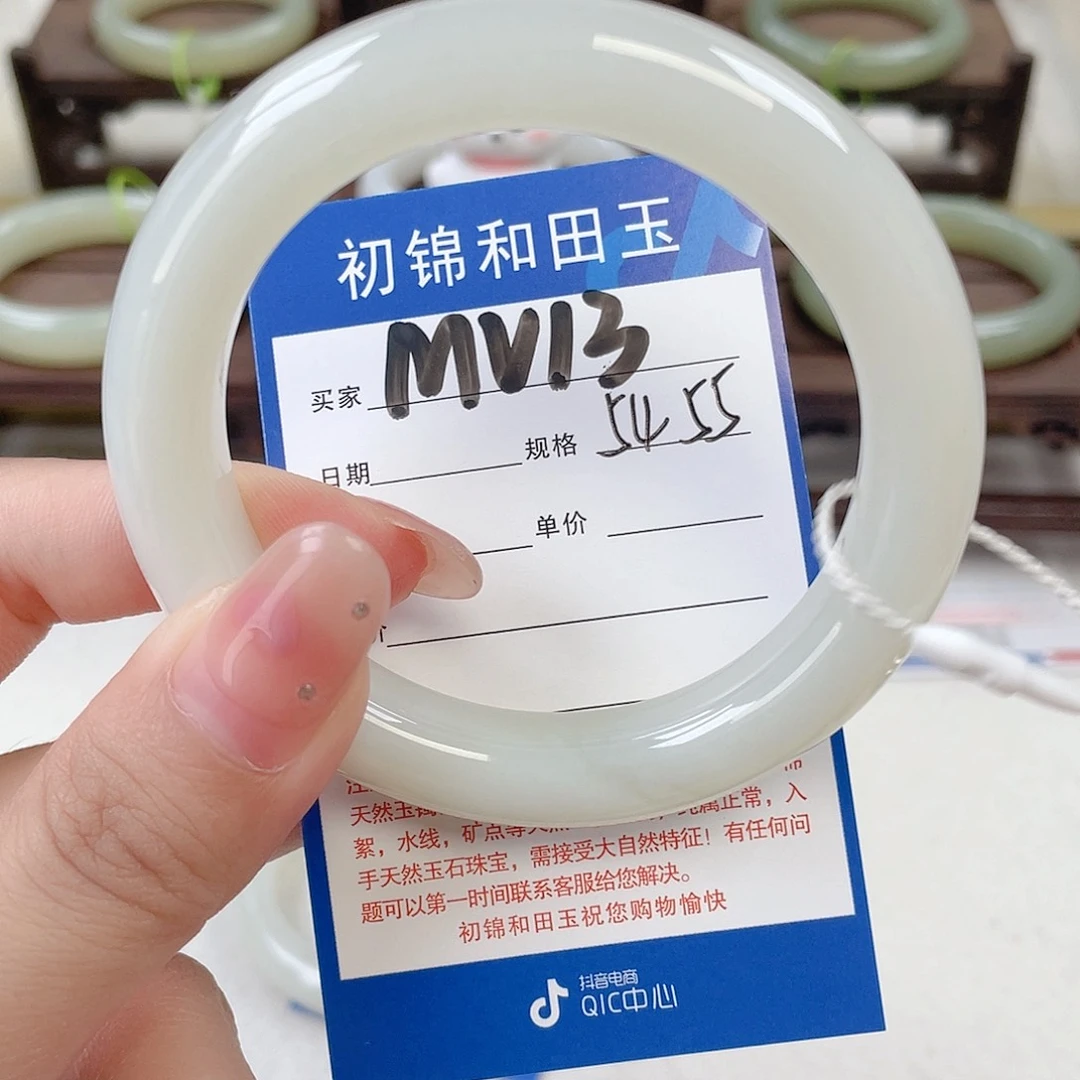 初锦和田玉
买家 MV13
日期 规格 54 55
单价
天然玉镯
属正常，入
絮，水线，矿点等天然
手天然玉石珠宝，需接受大自然特征！有任何问
题可以第一时间联系客服给您解决。
初锦和田玉祝您购物愉快
抖音电商
QIC中心